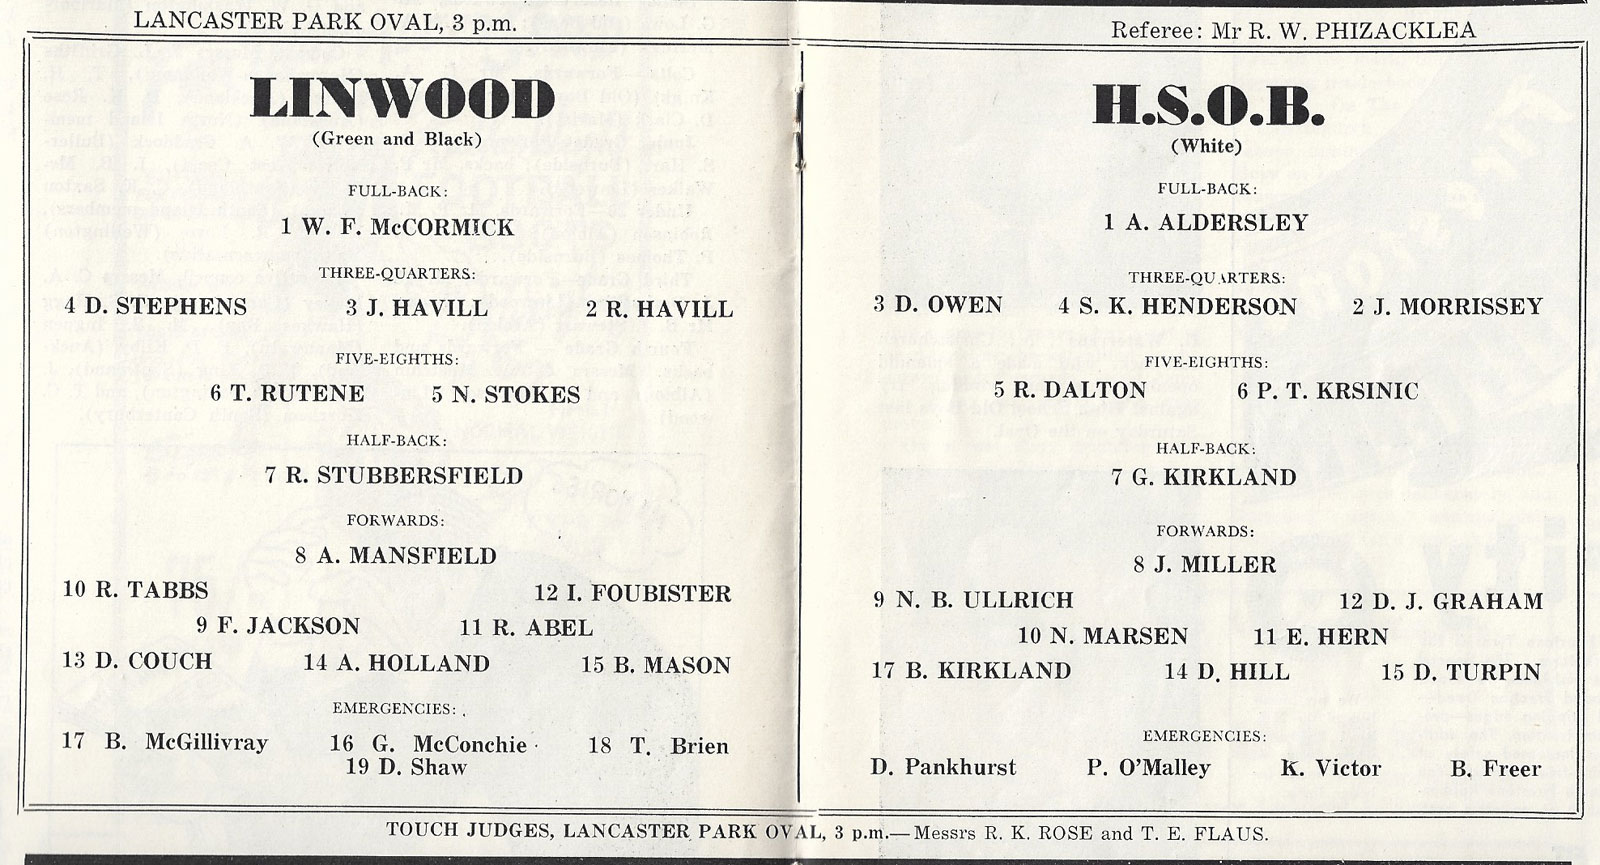 LANCASTER PARK OVAL, 3 p.m.
LINWOOD
(Green and Black)
FULL-BACK:
1 W. F. McCORMICK
THREE-QUARTERS:
4 D. STEPHENS 3 J. HAVILL 2 R. HAVILL
FIVE-EIGHTHS:
6 T. RUTENE 5 N. STOKES
HALF-BACK:
7 R. STUBBERSFIELD
FORWARDS:
8 A. MANSFIELD
10 R. TABBS 12 I. FOUBISTER
9 F. JACKSON 11 R. ABEL
13 D. COUCH 14 A. HOLLAND 15 B. MASON
EMERGENCIES:
17 B. McGillivray 16 G. McConchie 18 T. Brien
19 D. Shaw
Referee: Mr R. W. PHIZACKLEA
H.S.O.B.
(White)
FULL-BACK:
1 A. ALDERSLEY
THREE-QUARTERS:
3 D. OWEN 4 S. K. HENDERSON 2 J. MORRISSEY
FIVE-EIGHTHS:
5 R. DALTON 6 P. T. KRSINIC
HALF-BACK:
7 G. KIRKLAND
FORWARDS:
8 J. MILLER
9 N. B. ULLRICH 12 D. J. GRAHAM
10 N. MARSEN 11 E. HERN
17 B. KIRKLAND 14 D. HILL 15 D. TURPIN
EMERGENCIES:
D. Pankhurst P. O'Malley K. Victor B. Freer
TOUCH JUDGES, LANCASTER PARK OVAL, 3 p.m.—Messrs R. K. ROSE and T. E. FLAUS.